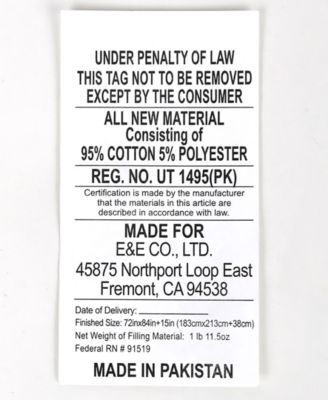 UNDER PENALTY OF LAW
THIS TAG NOT TO BE REMOVED
EXCEPT BY THE CONSUMER
ALL NEW MATERIAL
Consisting of
95% COTTON 5% POLYESTER
REG. NO. UT 1495(PK)
Certification is made by the manufacturer
that the materials in this article are
described in accordance with law.
MADE FOR
E&E CO., LTD.
45875 Northport Loop East
Fremont, CA 94538
Date of Delivery:
Finished Size: 72inx84in+15in (183cmx213cm+38cm)
Net Weight of Filling Material: 1 lb 11.5oz
Federal RN # 91519
MADE IN PAKISTAN